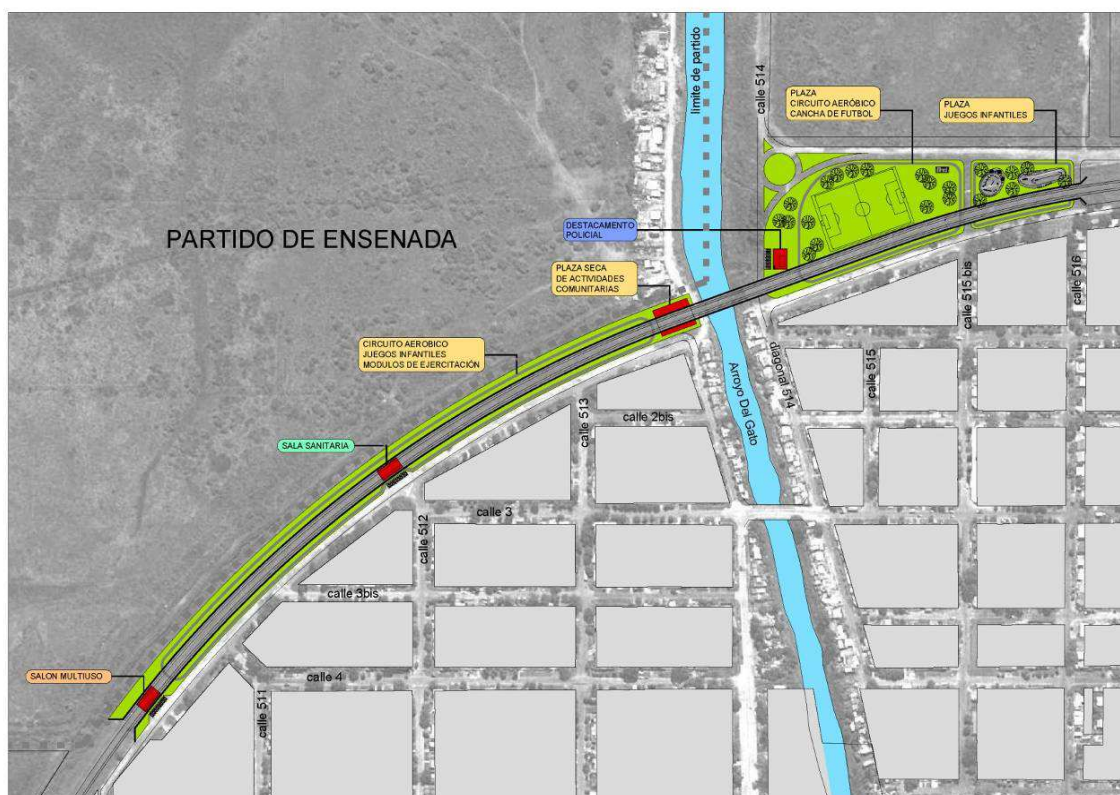 PLAZA
CIRCUITO AERÓBICO
CANCHA DE FUTBOL
PLAZA
JUEGOS INFANTILES
límite de partido
calle 514
PARTIDO DE ENSENADA
DESTACAMENTO
POLICIAL
PLAZA SECA
DE ACTIVIDADES
COMUNITARIAS
CIRCUITO AEROBICO
JUEGOS INFANTILES
MODULOS DE EJERCITACIÓN
SALA SANITARIA
SALON MULTIUSO
calle 516
calle 515 bis
calle 515
diagonal 514
Arroyo Del Gato
calle 513
calle 2bis
calle 3
calle 512
calle 3bis
calle 4
calle 511